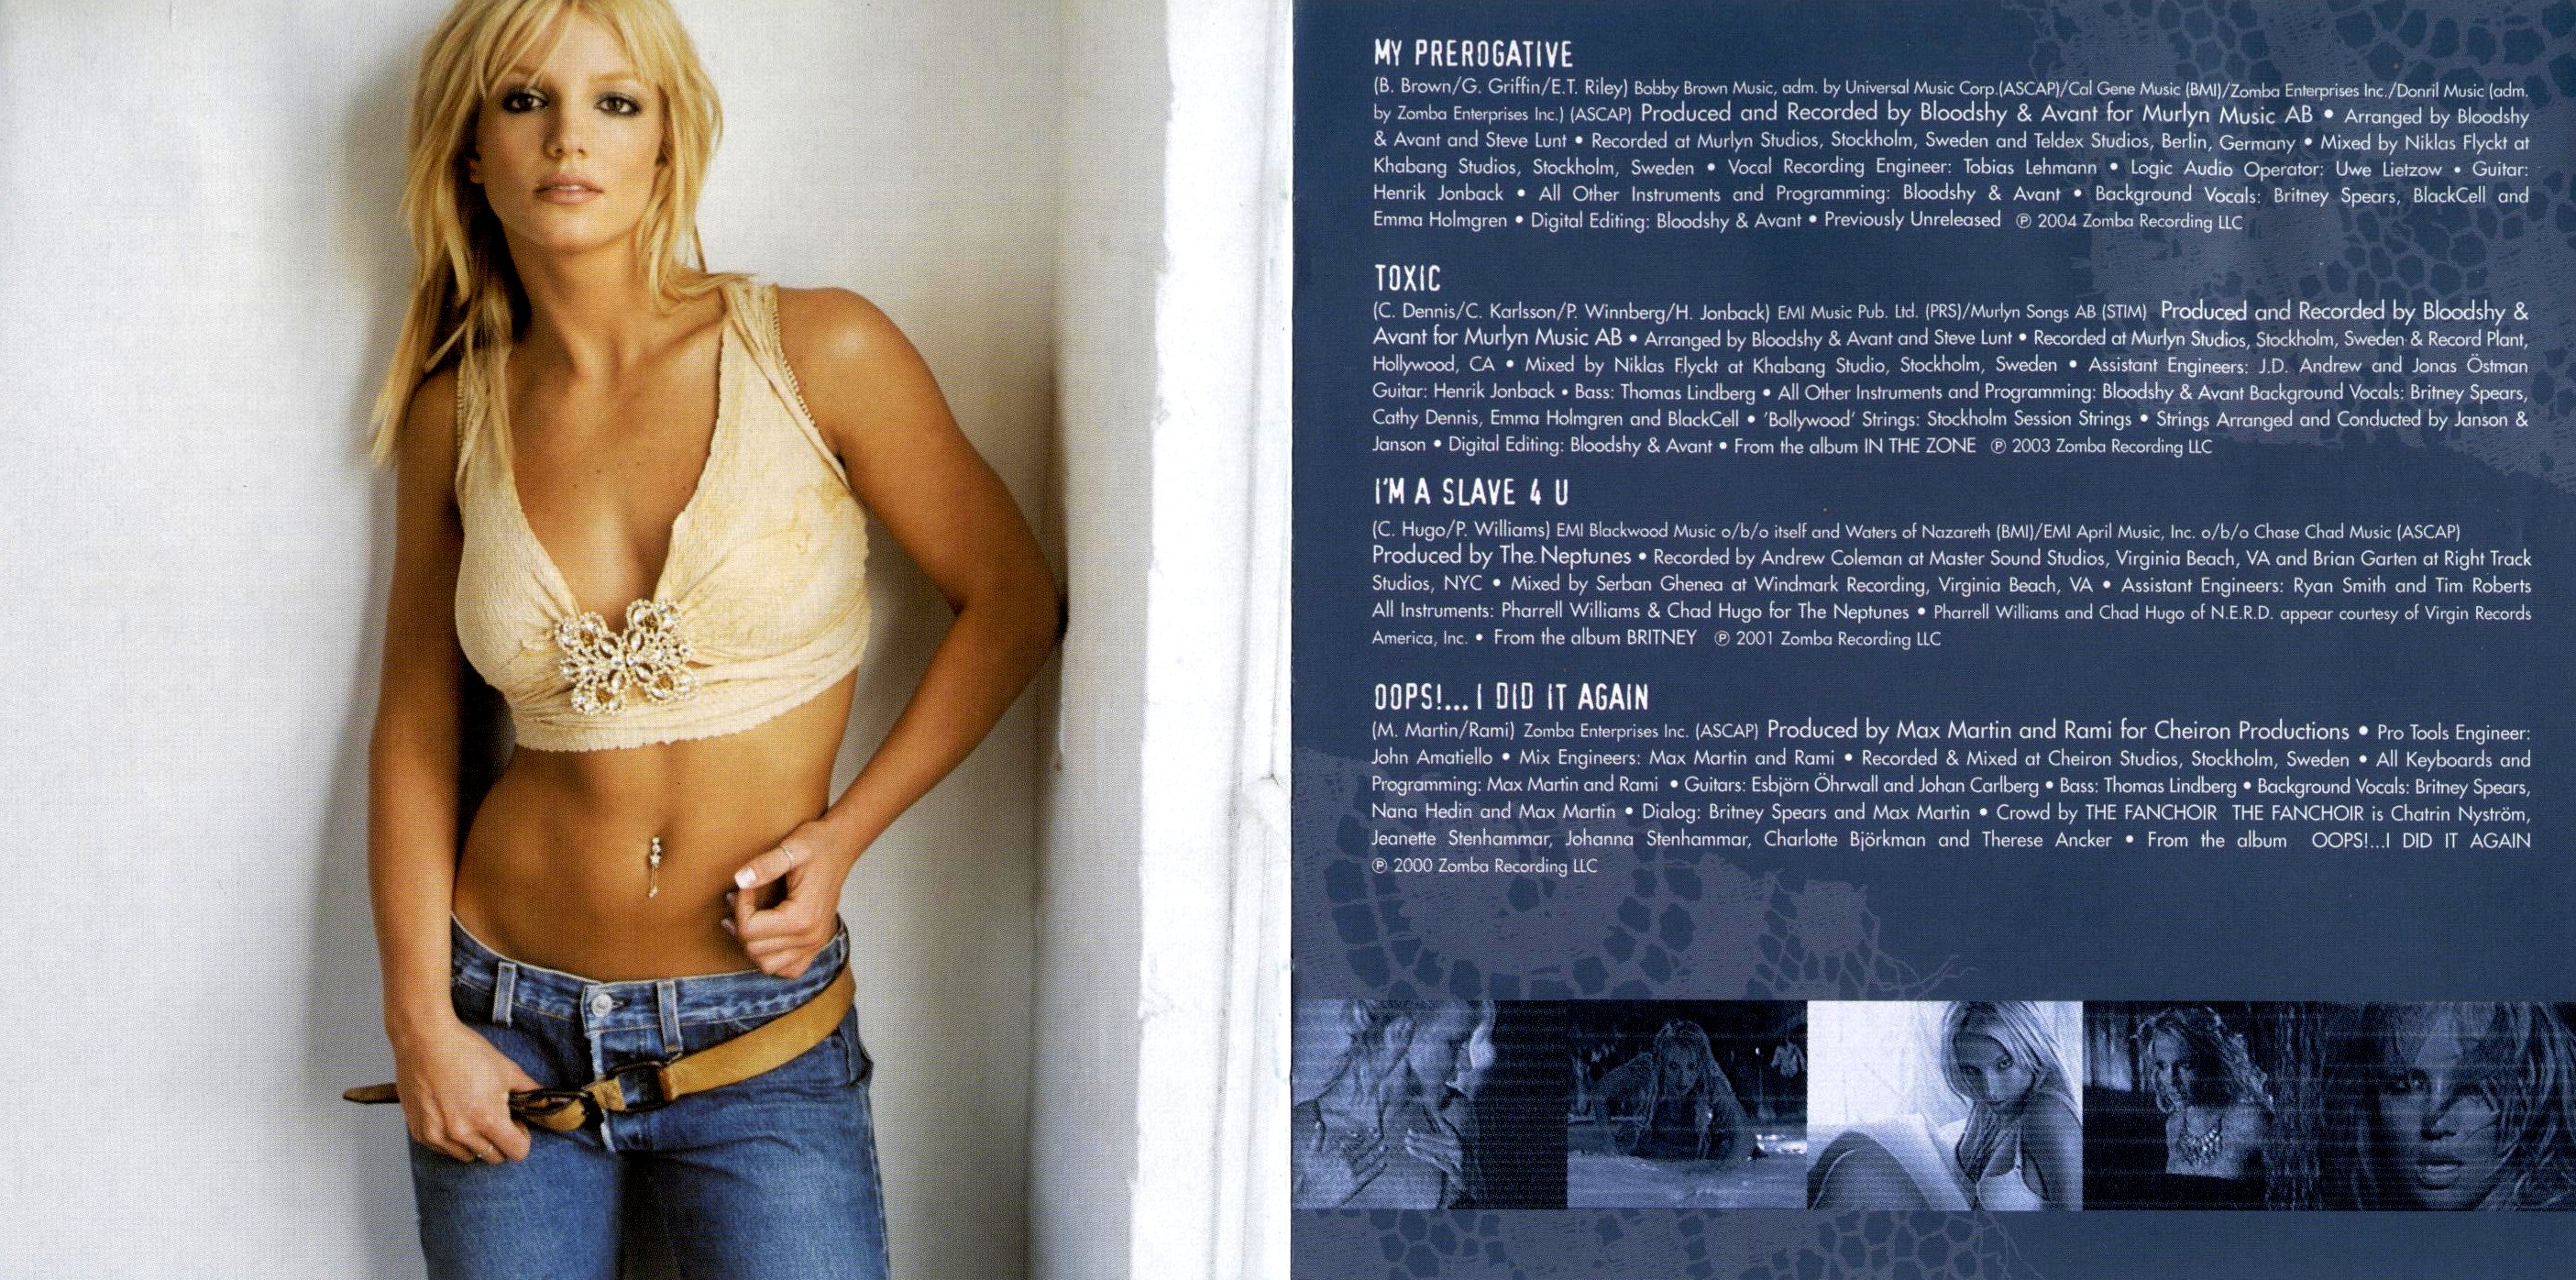 MY PREROGATIVE
(B. Brown/G. Griffin/E.T. Riley) Bobby Brown Music, adm. by Universal Music Corp.(ASCAP)/Cal Gene Music (BMI)/Zomba Enterprises Inc./Donril Music (adm.
by Zomba Enterprises Inc.) (ASCAP) Produced and Recorded by Bloodshy & Avant for Murlyn Music AB • Arranged by Bloodshy
& Avant and Steve Lunt • Recorded at Murlyn Studios, Stockholm, Sweden and Teldex Studios, Berlin, Germany • Mixed by Niklas Flyckt at
Khabang Studios, Stockholm, Sweden • Vocal Recording Engineer: Tobias Lehmann • Logic Audio Operator: Uwe Lietzow • Guitar:
Henrik Jonback • All Other Instruments and Programming: Bloodshy & Avant • Background Vocals: Britney Spears, BlackCell and
Emma Holmgren • Digital Editing: Bloodshy & Avant • Previously Unreleased ℗ 2004 Zomba Recording LLC
TOXIC
(C. Dennis/C. Karlsson/P. Winnberg/H. Jonback) EMI Music Pub. Ltd. (PRS)/Murlyn Songs AB (STIM) Produced and Recorded by Bloodshy &
Avant for Murlyn Music AB • Arranged by Bloodshy & Avant and Steve Lunt • Recorded at Murlyn Studios, Stockholm, Sweden & Record Plant,
Hollywood, CA • Mixed by Niklas Flyckt at Khabang Studio, Stockholm, Sweden • Assistant Engineers: J.D. Andrew and Jonas Östman
Guitar: Henrik Jonback • Bass: Thomas Lindberg • All Other Instruments and Programming: Bloodshy & Avant Background Vocals: Britney Spears,
Cathy Dennis, Emma Holmgren and BlackCell • 'Bollywood' Strings: Stockholm Session Strings • Strings Arranged and Conducted by Janson &
Janson • Digital Editing: Bloodshy & Avant • From the album IN THE ZONE ℗ 2003 Zomba Recording LLC
I'M A SLAVE 4 U
(C. Hugo/P. Williams) EMI Blackwood Music o/b/o itself and Waters of Nazareth (BMI)/EMI April Music, Inc. o/b/o Chase Chad Music (ASCAP)
Produced by The Neptunes • Recorded by Andrew Coleman at Master Sound Studios, Virginia Beach, VA and Brian Garten at Right Track
Studios, NYC • Mixed by Serban Ghenea at Windmark Recording, Virginia Beach, VA • Assistant Engineers: Ryan Smith and Tim Roberts
All Instruments: Pharrell Williams & Chad Hugo for The Neptunes • Pharrell Williams and Chad Hugo of N.E.R.D. appear courtesy of Virgin Records
America, Inc. • From the album BRITNEY ℗ 2001 Zomba Recording LLC
OOPS!... I DID IT AGAIN
(M. Martin/Rami) Zomba Enterprises Inc. (ASCAP) Produced by Max Martin and Rami for Cheiron Productions • Pro Tools Engineer:
John Amatiello • Mix Engineers: Max Martin and Rami • Recorded & Mixed at Cheiron Studios, Stockholm, Sweden • All Keyboards and
Programming: Max Martin and Rami • Guitars: Esbjörn Öhrwall and Johan Carlberg • Bass: Thomas Lindberg • Background Vocals: Britney Spears,
Nana Hedin and Max Martin • Dialog: Britney Spears and Max Martin • Crowd by THE FANCHOIR THE FANCHOIR is Chatrin Nyström,
Jeanette Stenhammar, Johanna Stenhammar, Charlotte Björkman and Therese Ancker • From the album OOPS!...I DID IT AGAIN
℗ 2000 Zomba Recording LLC